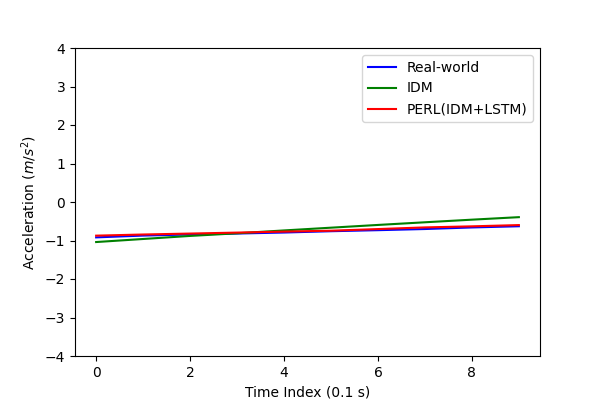 4
3
2
1
0
−1
−2
−3
−4
Acceleration (m/s²)
Real-world
IDM
PERL(IDM+LSTM)
0 2 4 6 8
Time Index (0.1 s)